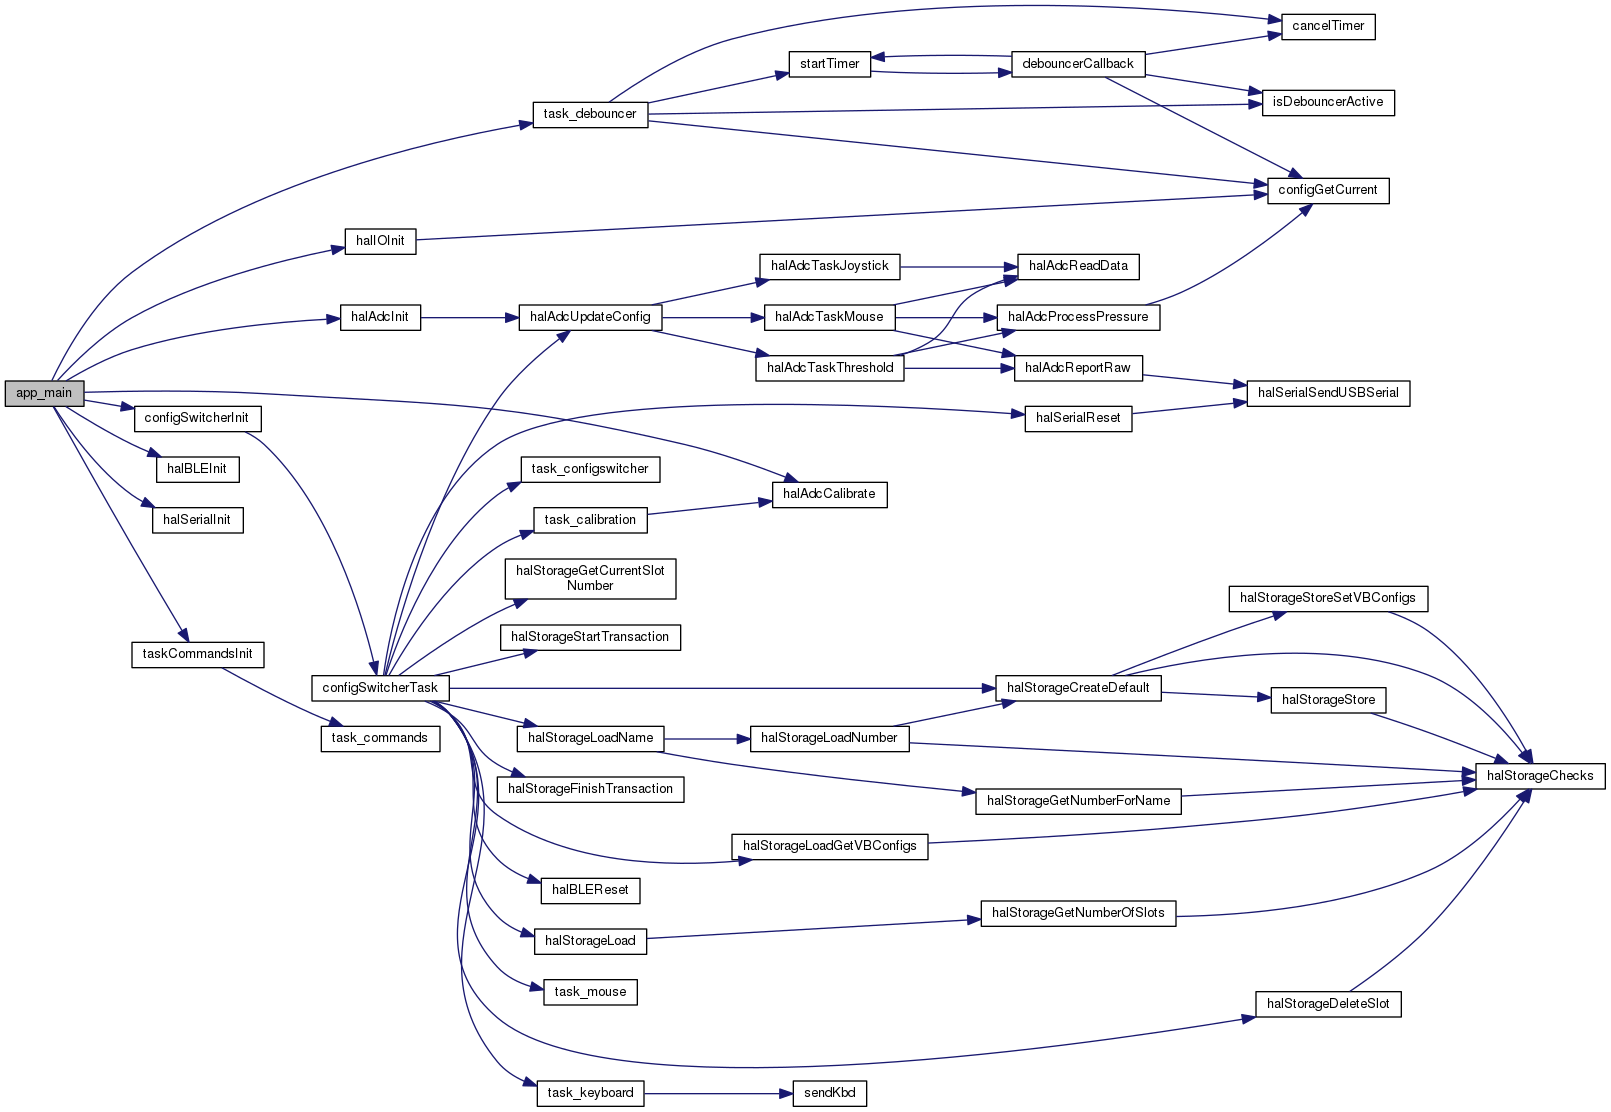 cancelTimer
startTimer
debouncerCallback
isDebouncerActive
task_debouncer
configGetCurrent
halIOInit
halAdcTaskJoystick
halAdcReadData
halAdcInit
halAdcUpdateConfig
halAdcTaskMouse
halAdcProcessPressure
halAdcTaskThreshold
halAdcReportRaw
app_main
halSerialSendUSBSerial
configSwitcherInit
halSerialReset
halBLEInit
task_configswitcher
halAdcCalibrate
halSerialInit
task_calibration
halStorageGetCurrentSlot
Number
halStorageStoreSetVBConfigs
halStorageStartTransaction
taskCommandsInit
configSwitcherTask
halStorageCreateDefault
halStorageStore
task_commands
halStorageLoadName
halStorageLoadNumber
halStorageChecks
halStorageFinishTransaction
halStorageGetNumberForName
halStorageLoadGetVBConfigs
halBLEReset
halStorageGetNumberOfSlots
halStorageLoad
task_mouse
halStorageDeleteSlot
task_keyboard
sendKbd